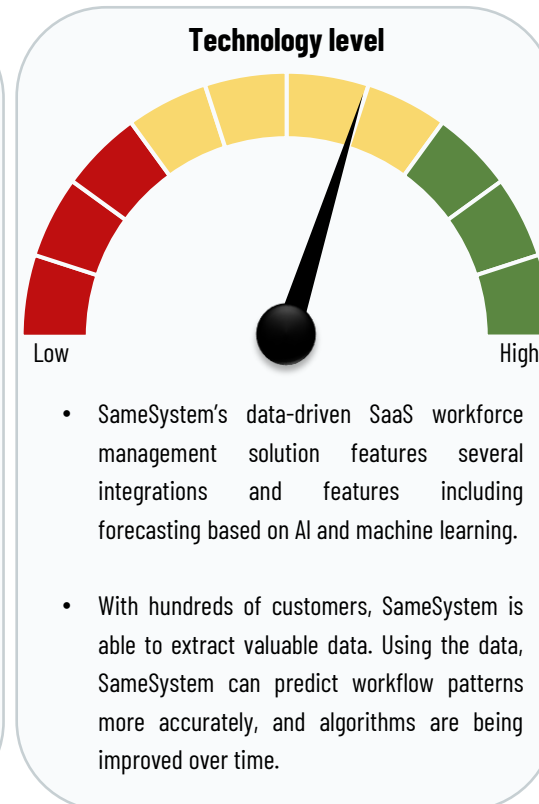 Technology level
Low
High
• SameSystem’s data-driven SaaS workforce
management solution features several
integrations and features including
forecasting based on AI and machine learning.
• With hundreds of customers, SameSystem is
able to extract valuable data. Using the data,
SameSystem can predict workflow patterns
more accurately, and algorithms are being
improved over time.